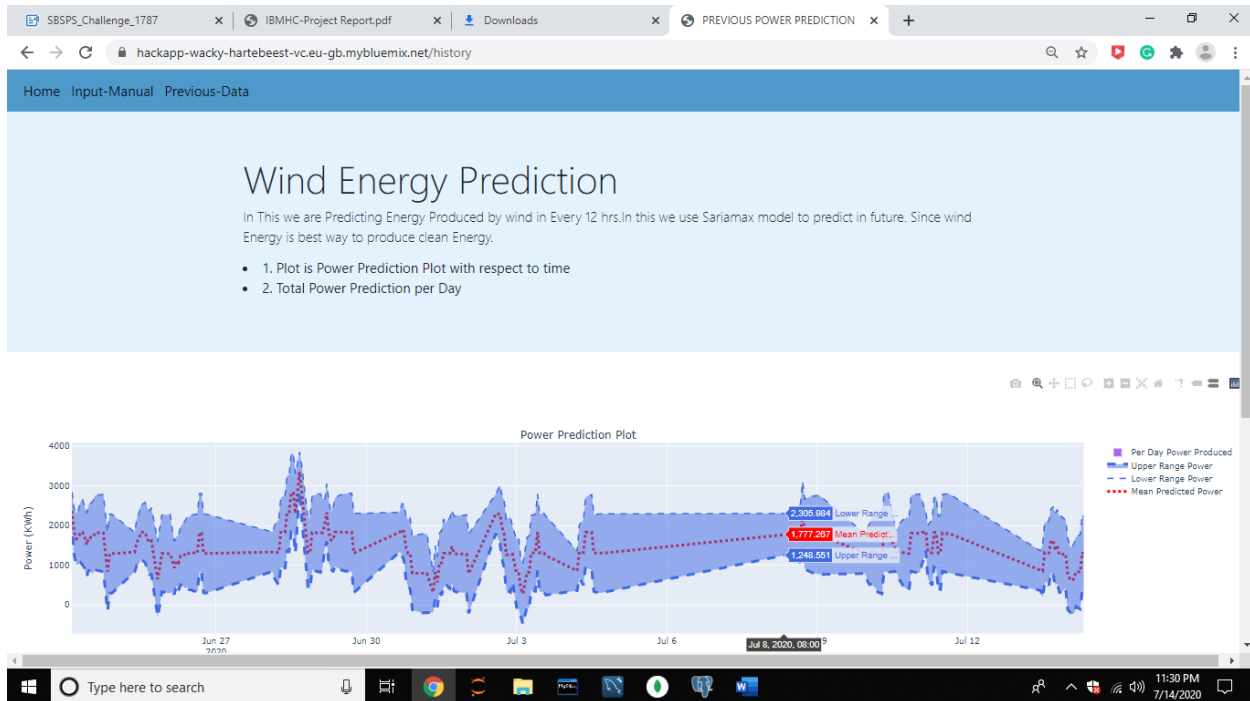 SBSPS_Challenge_1787
IBMHC-Project Report.pdf
Downloads
PREVIOUS POWER PREDICTION
hackapp-wacky-hartebeest-vc.eu-gb.mybluemix.net/history
Home Input-Manual Previous-Data
Wind Energy Prediction
In This we are Predicting Energy Produced by wind in Every 12 hrs.In this we use Sariamax model to predict in future. Since wind
Energy is best way to produce clean Energy.
1. Plot is Power Prediction Plot with respect to time
2. Total Power Prediction per Day
Power Prediction Plot
Per Day Power Produced
Upper Range Power
Lower Range Power
Mean Predicted Power
Power (kWh)
4000
3000
2000
1000
0
2,305.984 Lower Range ...
1,777.267 Mean Predict...
1,248.551 Upper Range ...
Jun 27
2020
Jun 30
Jul 3
Jul 6
Jul 8, 2020, 08:00
9
Jul 12
Type here to search
MySQL
W
11:30 PM
7/14/2020